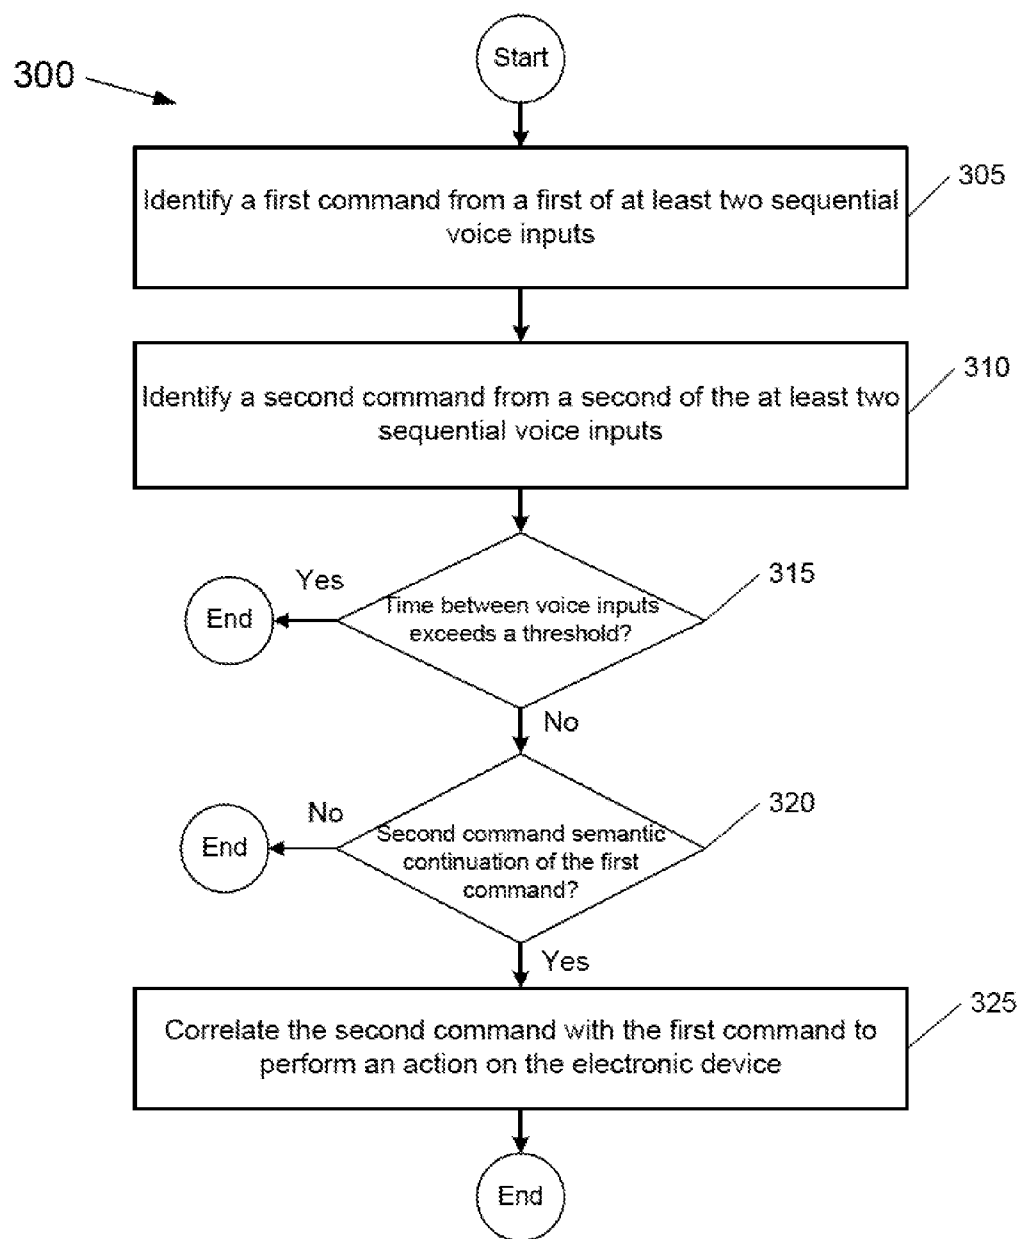 Start
300
305
Identify a first command from a first of at least two sequential
voice inputs
310
Identify a second command from a second of the at least two
sequential voice inputs
315
Yes
End
Time between voice inputs
exceeds a threshold?
No
320
No
End
Second command semantic
continuation of the first
command?
Yes
325
Correlate the second command with the first command to
perform an action on the electronic device
End